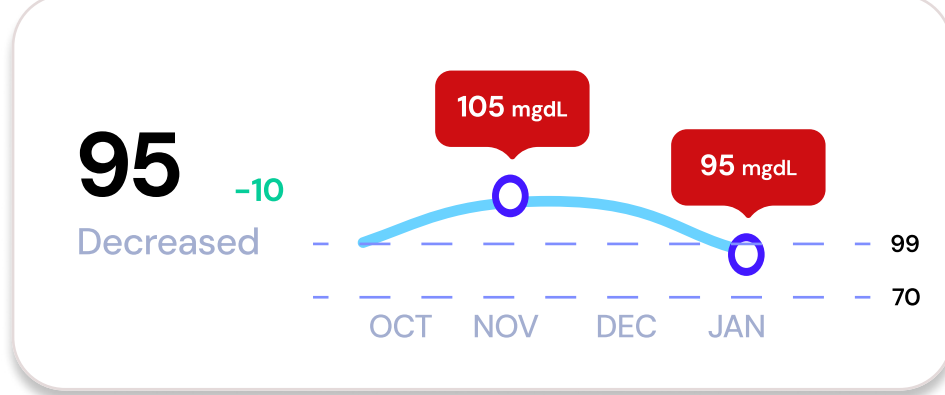 105 mgdL
95 mgdL
95
-10
Decreased
99
70
OCT NOV DEC JAN